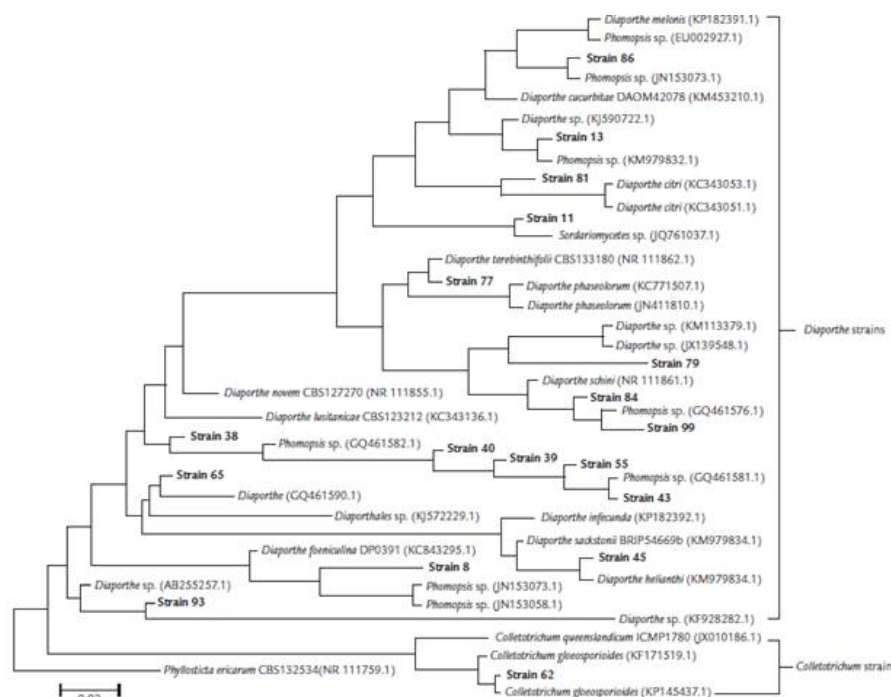 Diaporthe melonis (KP182391.1)
Phomopsis sp. (EU002927.1)
Strain 86
Phomopsis sp. (JN153073.1)
Diaporthe cucurbitae DAOM42078 (KM453210.1)
Diaporthe sp. (KJ590722.1)
Strain 13
Phomopsis sp. (KM979832.1)
Strain 81
Diaporthe citri (KC343053.1)
Diaporthe citri (KC343051.1)
Strain 11
Sordariomycetes sp. (JQ761037.1)
Diaporthe terebinthifolii CBS133180 (NR 111862.1)
Strain 77
Diaporthe phaseolorum (KC771507.1)
Diaporthe phaseolorum (JN411810.1)
Diaporthe sp. (KM113379.1)
Diaporthe strains
Diaporthe sp. (JX139548.1)
Strain 79
Diaporthe schini (NR 111861.1)
Diaporthe novem CBS127270 (NR 111855.1)
Strain 84
Phomopsis sp. (GQ461576.1)
Diaporthe lusitanicae CBS123212 (KC343136.1)
Strain 99
Strain 38
Phomopsis sp. (GQ461582.1)
Strain 40
Strain 39
Strain 55
Strain 65
Phomopsis sp. (GQ461581.1)
Diaporthe (GQ461590.1)
Strain 43
Diaporthales sp. (KJ572229.1)
Diaporthe infecunda (KP182392.1)
Diaporthe sackstonii BRIP54669b (KM979834.1)
Diaporthe foeniculina DP0391 (KC843295.1)
Strain 45
Strain 8
Diaporthe helianthi (KM979834.1)
Diaporthe sp. (AB255257.1)
Phomopsis sp. (JN153073.1)
Strain 93
Phomopsis sp. (JN153058.1)
Diaporthe sp. (KF928282.1)
Colletotrichum queenslandicum ICMP1780 (JX010186.1)
Colletotrichum gloeosporioides (KF171519.1)
Colletotrichum strain
Phyllosticta ericarum CBS132534(NR 111759.1)
Strain 62
Colletotrichum gloeosporioides (KP145437.1)